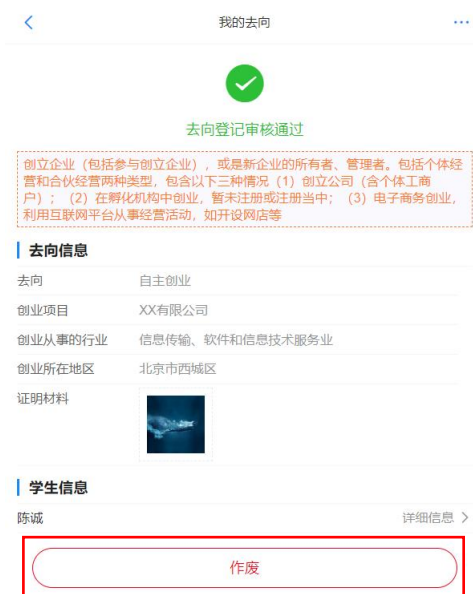 我的去向
去向登记审核通过
创立企业（包括参与创立企业），或是新企业的所有者、管理者。包括个体经
营和合伙经营两种类型，包含以下三种情况（1）创立公司（含个体工商
户）；（2）在孵化机构中创业，暂未注册或注册当中；（3）电子商务创业，
利用互联网平台从事经营活动，如开设网店等
去向信息
去向 自主创业
创业项目 XX有限公司
创业从事的行业 信息传输、软件和信息技术服务业
创业所在地区 北京市西城区
证明材料
学生信息
陈诚 详细信息
作废